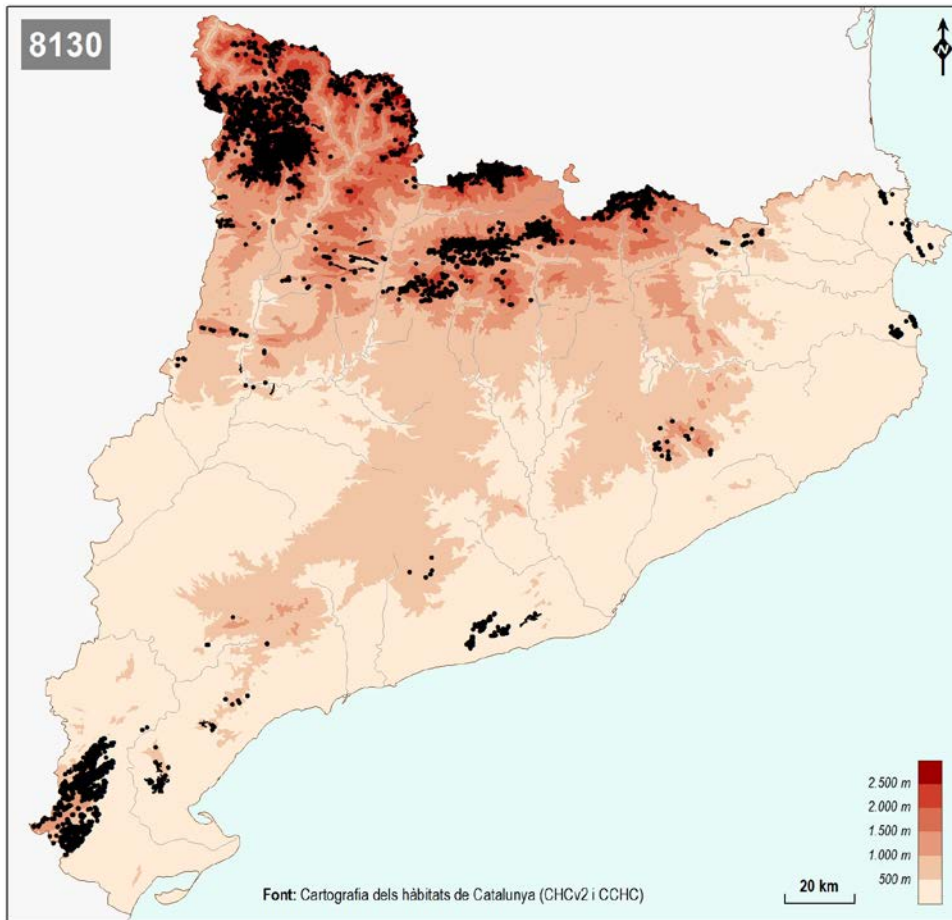 8130
N
2.500 m
2.000 m
1.500 m
1.000 m
500 m
20 km
Font: Cartografia dels hàbitats de Catalunya (CHCv2 i CCHC)